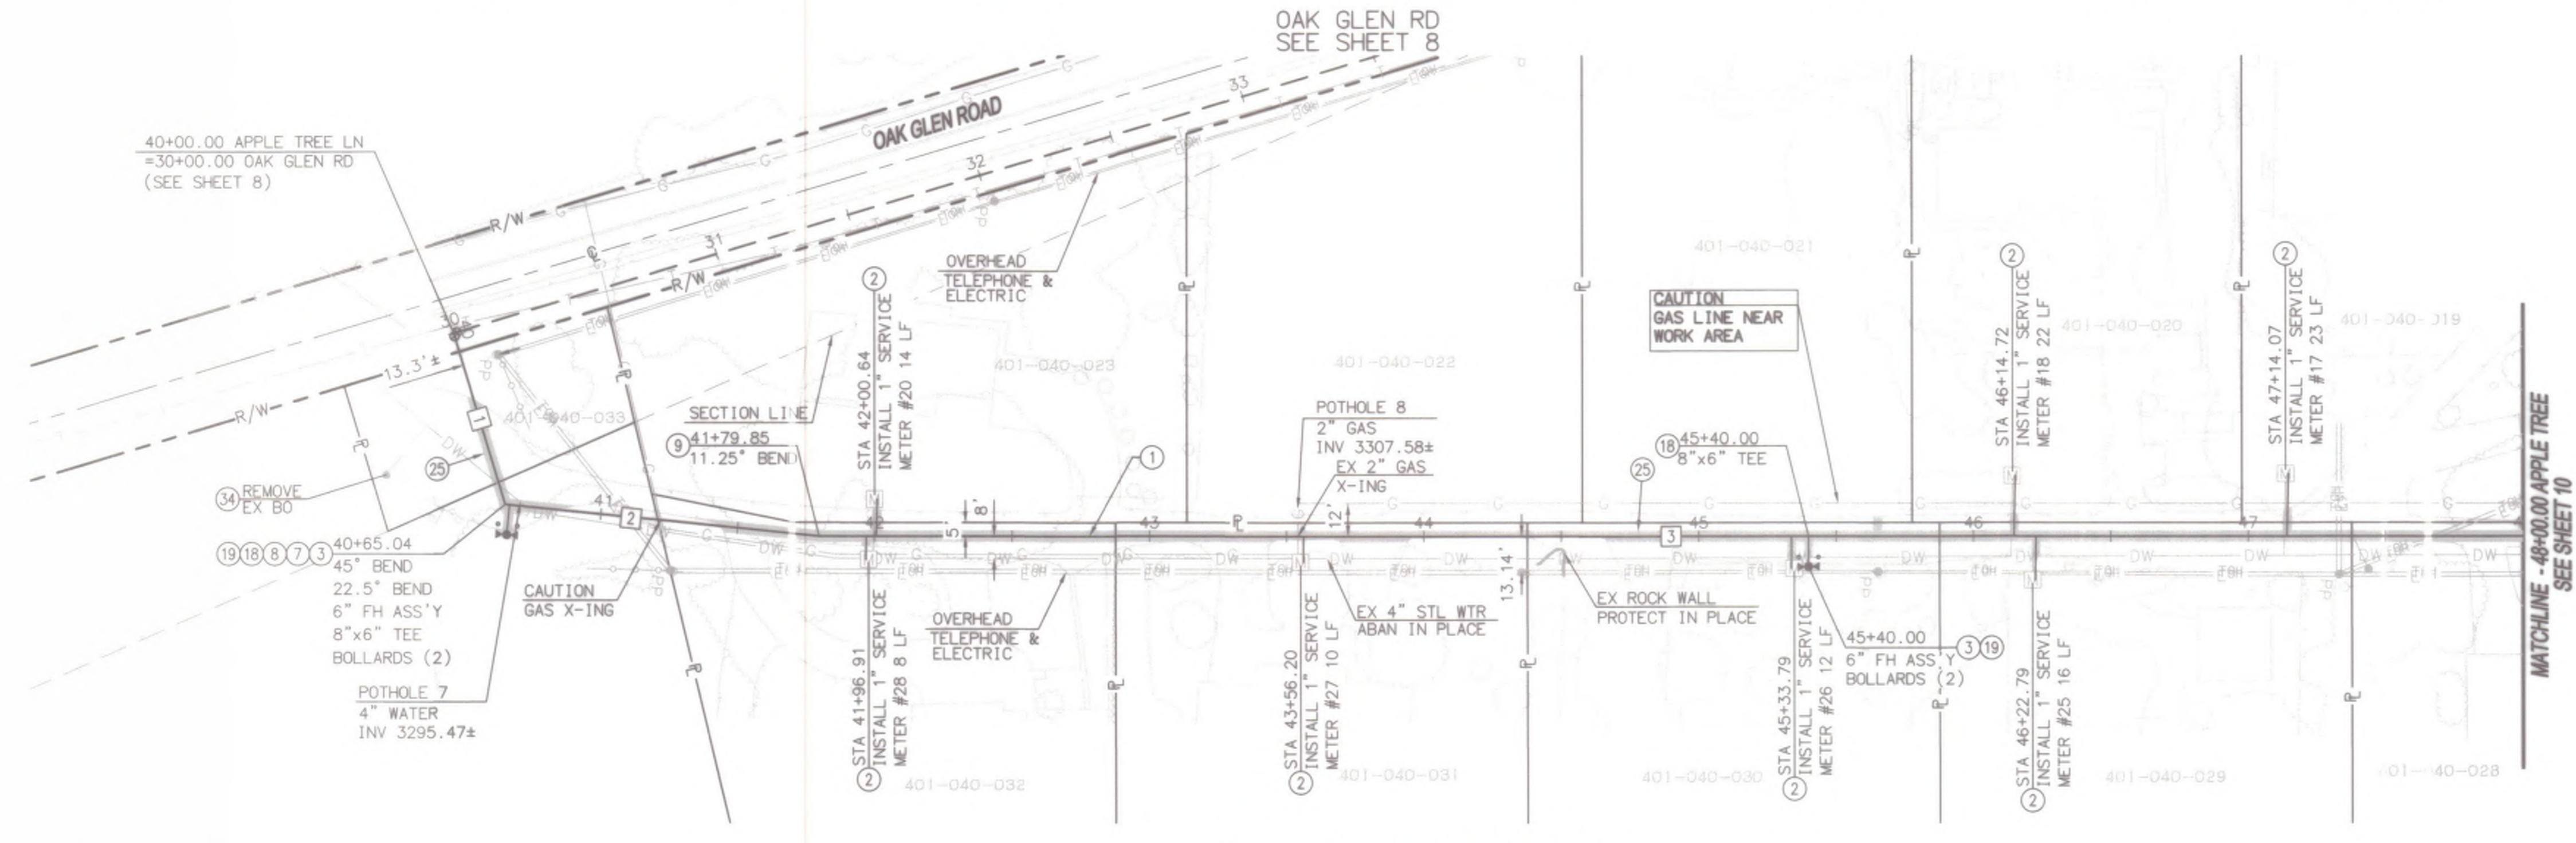 OAK GLEN RD
SEE SHEET 8
40+00.00 APPLE TREE LN
=30+00.00 OAK GLEN RD
(SEE SHEET 8)
OAK GLEN ROAD
33
32
31
30
R/W
R/W
R/W
13.3'±
OVERHEAD
TELEPHONE &
ELECTRIC
SECTION LINE
9 41+79.85
11.25° BEND
2
STA 42+00.64
INSTALL 1" SERVICE
METER #20 14 LF
401-040-033
401-040-023
401-040-022
401-040-021
401-040-020
401-040-019
CAUTION
GAS LINE NEAR
WORK AREA
POTHOLE 8
2" GAS
INV 3307.58±
EX 2" GAS
X-ING
18 45+40.00
8"x6" TEE
25
2
STA 46+14.72
INSTALL 1" SERVICE
METER #18 22 LF
2
STA 47+14.07
INSTALL 1" SERVICE
METER #17 23 LF
MATCHLINE - 48+00.00 APPLE TREE
SEE SHEET 10
1
25
34 REMOVE
EX BO
1
41
2
42
5'
8'
43
12'
44
45
3
46
47
19 18 8 7 3 40+65.04
45° BEND
22.5° BEND
6" FH ASS'Y
8"x6" TEE
BOLLARDS (2)
POTHOLE 7
4" WATER
INV 3295.47±
CAUTION
GAS X-ING
OVERHEAD
TELEPHONE &
ELECTRIC
STA 41+96.91
INSTALL 1" SERVICE
METER #28 8 LF
2
STA 43+56.20
INSTALL 1" SERVICE
METER #27 10 LF
2
EX 4" STL WTR
ABAN IN PLACE
13.14'
EX ROCK WALL
PROTECT IN PLACE
STA 45+33.79
INSTALL 1" SERVICE
METER #26 12 LF
2
45+40.00 3 19
6" FH ASS'Y
BOLLARDS (2)
STA 46+22.79
INSTALL 1" SERVICE
METER #25 16 LF
2
401-040-032
401-040-031
401-040-030
401-040-029